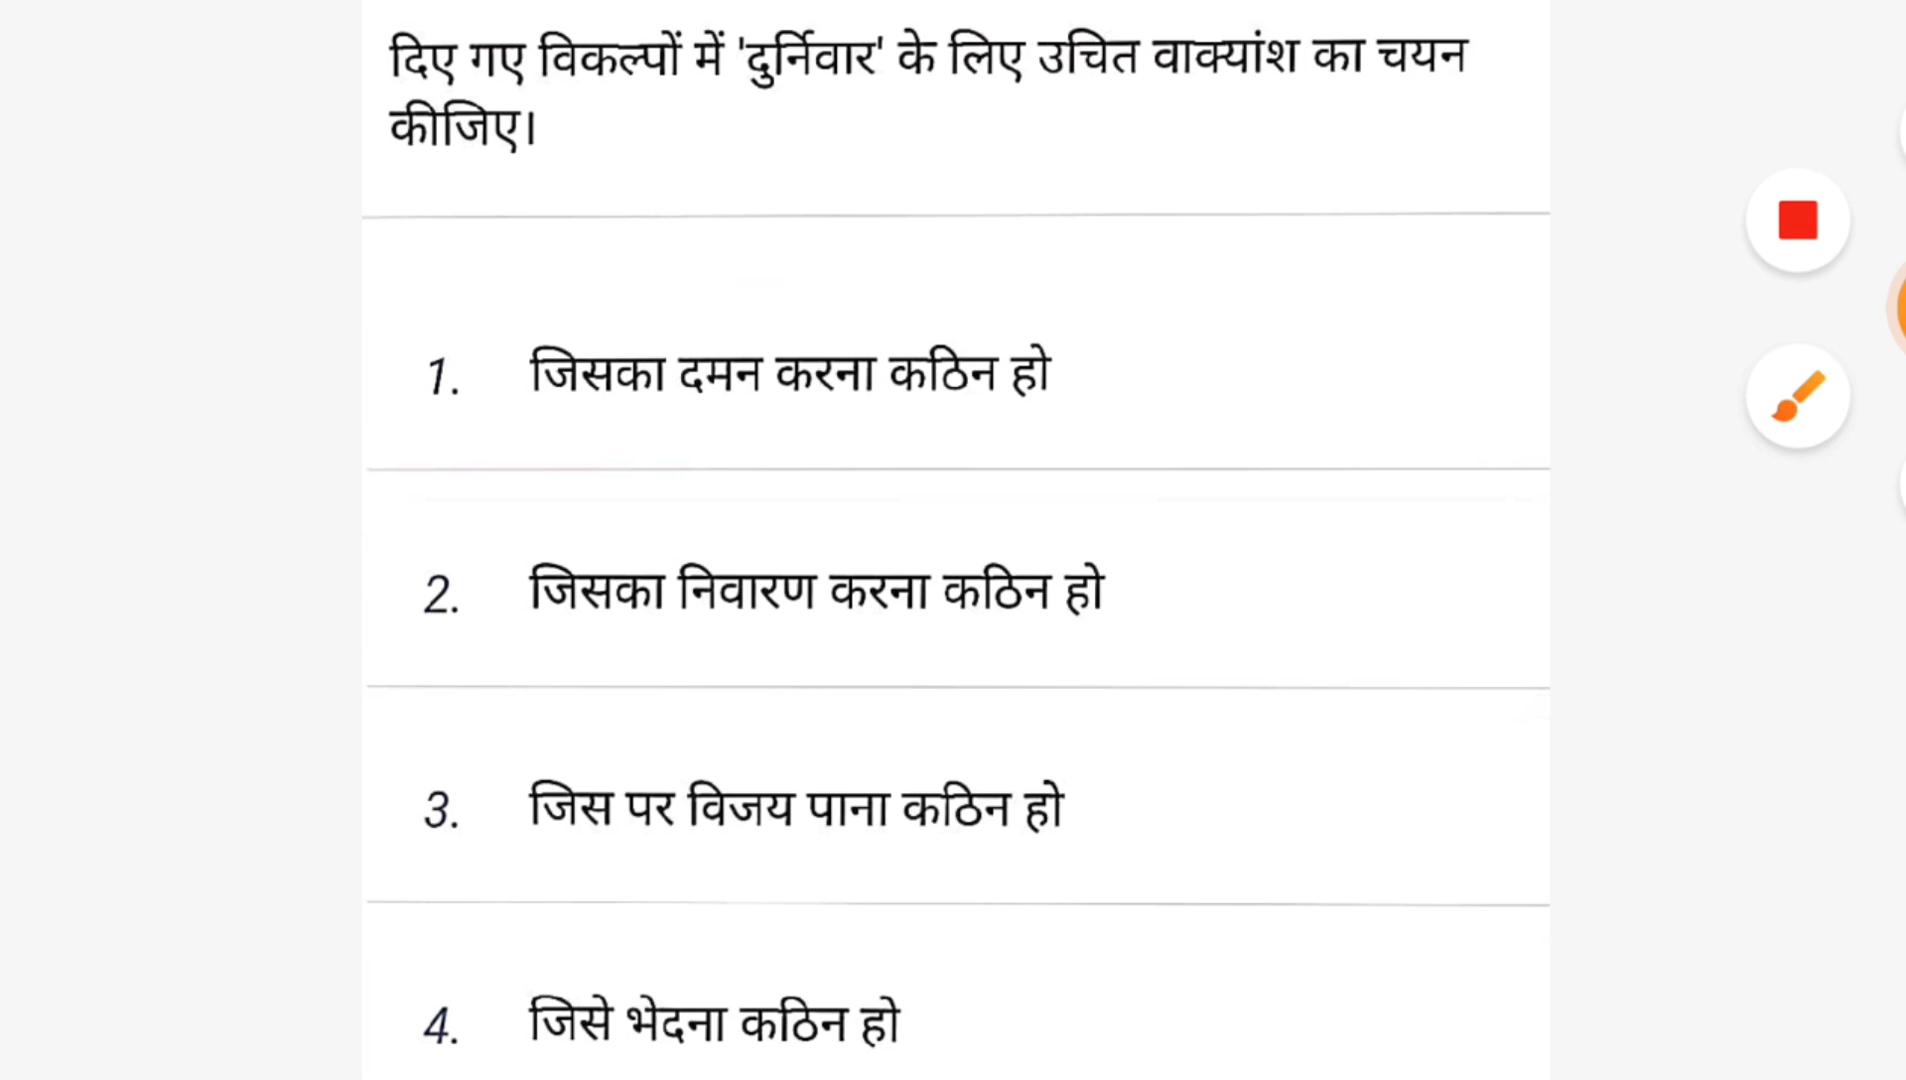 दिए गए विकल्पों में 'दुर्निवार' के लिए उचित वाक्यांश का चयन
कीजिए।
1. जिसका दमन करना कठिन हो
2. जिसका निवारण करना कठिन हो
3. जिस पर विजय पाना कठिन हो
4. जिसे भेदना कठिन हो